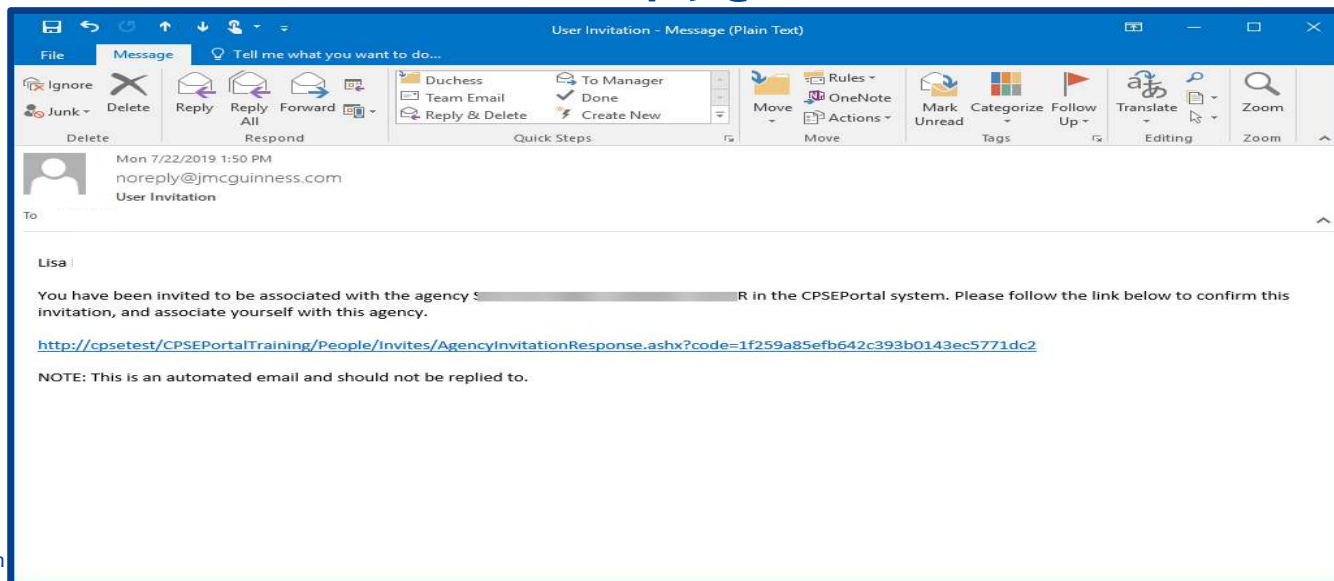 User Invitation - Message (Plain Text)
File Message Tell me what you want to do...
Ignore
Junk
Delete
Reply
Reply All
Forward
Duchess
Team Email
Reply & Delete
To Manager
Done
Create New
Move
Rules
OneNote
Actions
Mark Unread
Categorize
Follow Up
Translate
Zoom
Delete Respond Quick Steps Move Tags Editing Zoom
Mon 7/22/2019 1:50 PM
noreply@jmcguinness.com
User Invitation
To
Lisa
You have been invited to be associated with the agency S R in the CPSEPortal system. Please follow the link below to confirm this
invitation, and associate yourself with this agency.
http://cpsetest/CPSEPortalTraining/People/Invites/AgencyInvitationResponse.ashx?code=1f259a85efb642c393b0143ec5771dc2
NOTE: This is an automated email and should not be replied to.